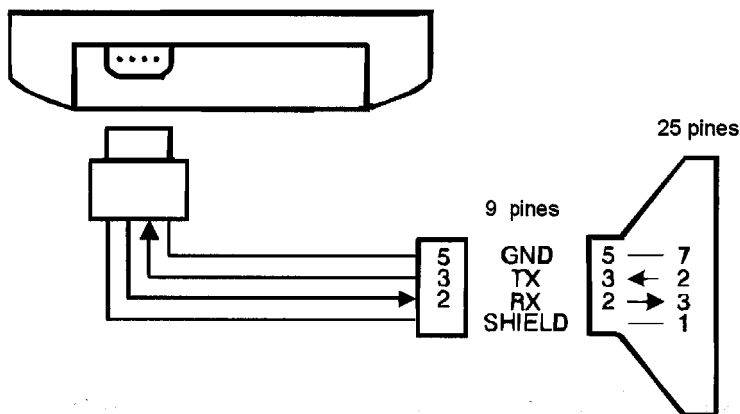 25 pines
9 pines
5 GND 5 7
3 TX 3 2
2 RX 2 3
SHIELD 1